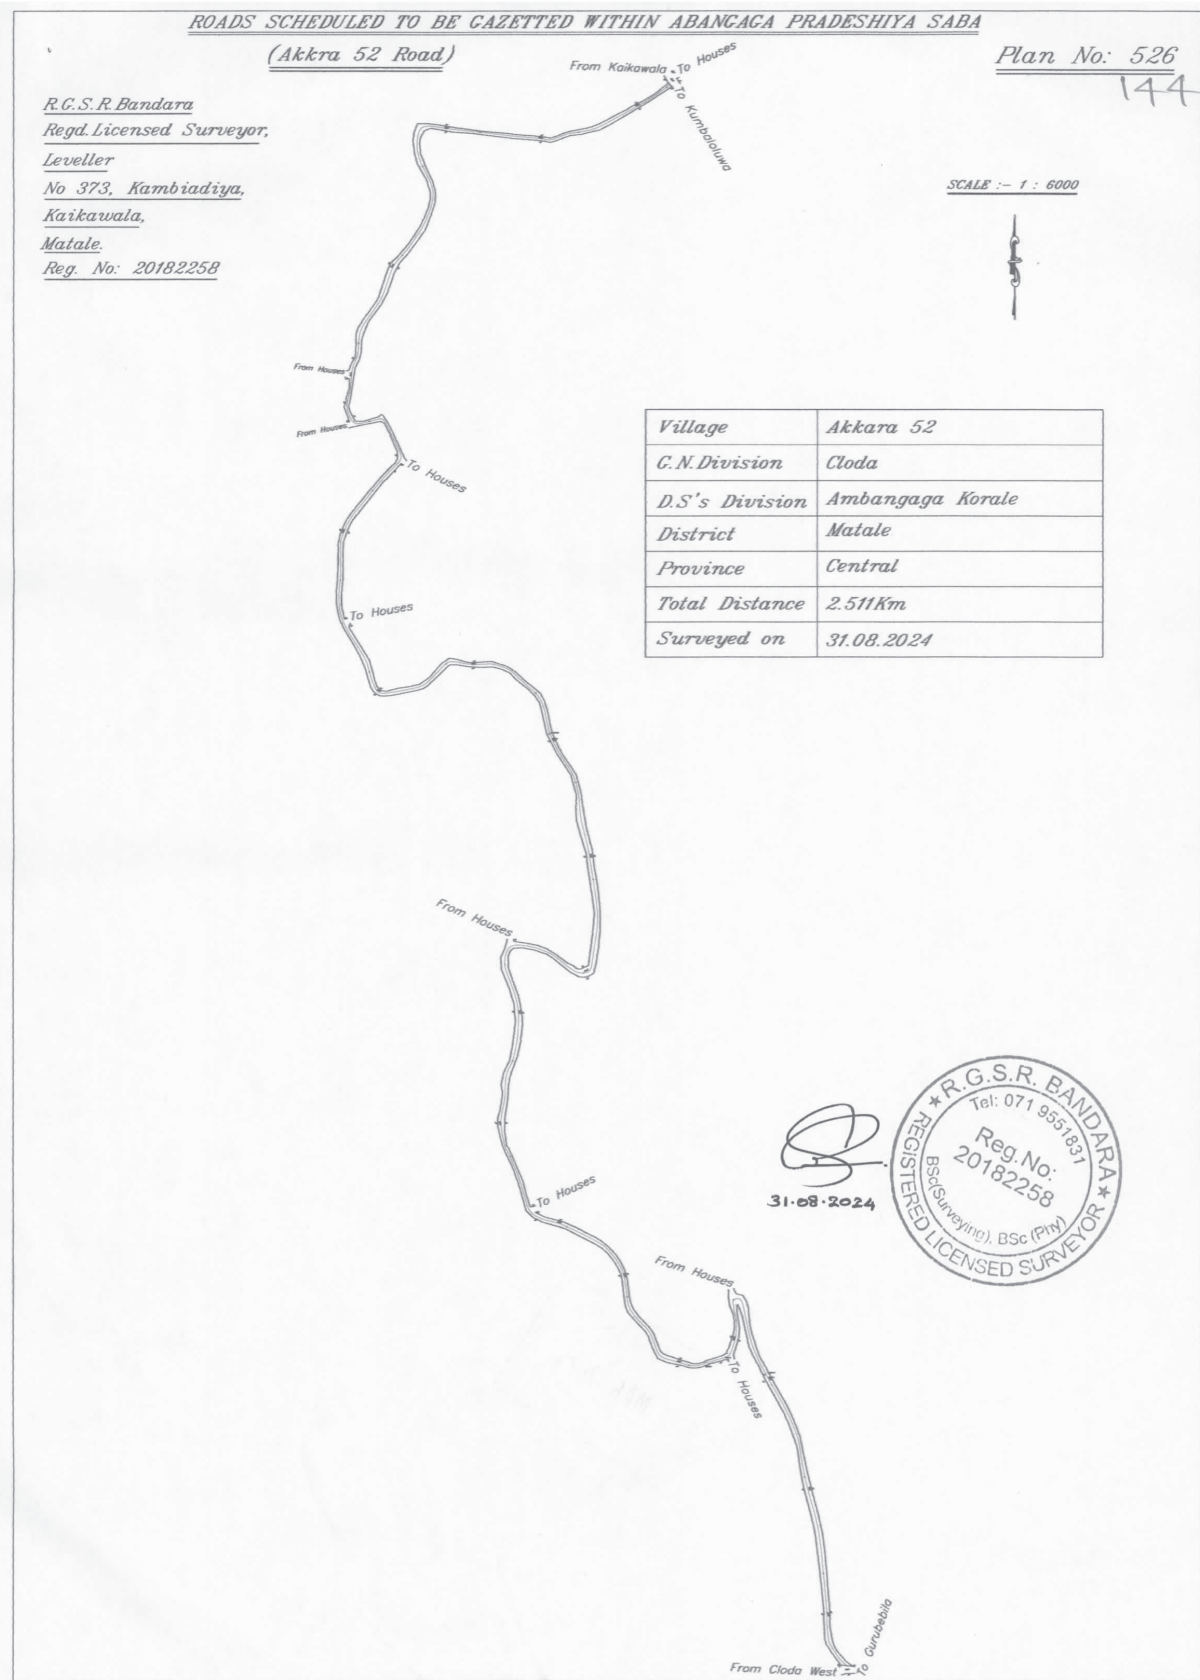 ROADS SCHEDULED TO BE GAZETTED WITHIN ABANGAGA PRADESHIYA SABA
(Akkra 52 Road)
Plan No: 526
144
R.G.S.R.Bandara
Regd.Licensed Surveyor,
Leveller
No 373, Kambiadiya,
Kaikawala,
Matale.
Reg. No: 20182258
From Kaikawala
To Houses
To Kumbaloluwa
SCALE :- 1 : 6000
From Houses
From Houses
To Houses
Village Akkara 52
G.N.Division Cloda
D.S's Division Ambangaga Korale
District Matale
Province Central
Total Distance 2.511Km
Surveyed on 31.08.2024
To Houses
From Houses
R.G.S.R. BANDARA
Tel: 071 9551831
Reg.No:
20182258
BSc(Surveying), BSc (Phy)
REGISTERED LICENSED SURVEYOR
31.08.2024
To Houses
From Houses
To Houses
To Gurubebila
From Cloda West